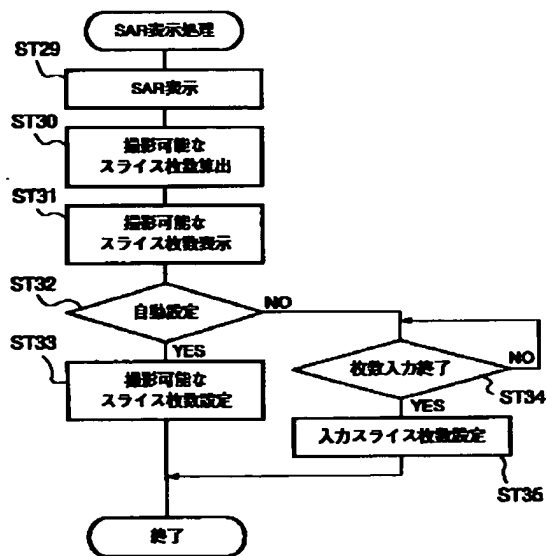 SAR表示処理
ST29
SAR表示
ST30
撮影可能な
スライス枚数算出
ST31
撮影可能な
スライス枚数表示
ST32
自動設定
NO
YES
ST33
撮影可能な
スライス枚数設定
枚数入力終了
NO
ST34
YES
入力スライス枚数設定
ST35
終了